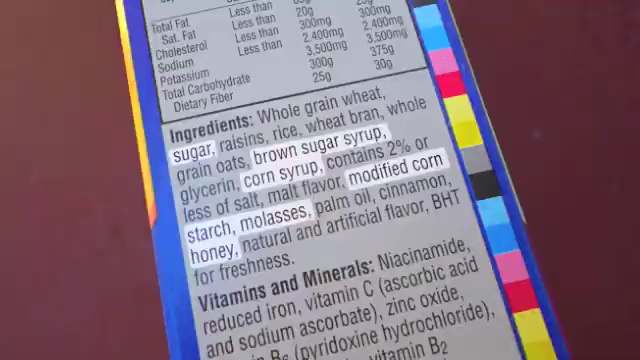 Total Fat Less than 20g 300mg
Sat. Fat Less than 300mg 2,400mg
Cholesterol Less than 2,400mg 3,500mg
Sodium Less than 3,500mg 375g
Potassium 300g 30g
Total Carbohydrate 25g
Dietary Fiber
Ingredients: Whole grain wheat,
sugar, raisins, rice, wheat bran, whole
grain oats, brown sugar syrup,
glycerin, corn syrup, contains 2% or
less of salt, malt flavor, modified corn
starch, molasses, palm oil, cinnamon,
honey, natural and artificial flavor, BHT
for freshness.
Vitamins and Minerals: Niacinamide,
reduced iron, vitamin C (ascorbic acid
and sodium ascorbate), zinc oxide,
B6 (pyridoxine hydrochloride),
vitamin B2